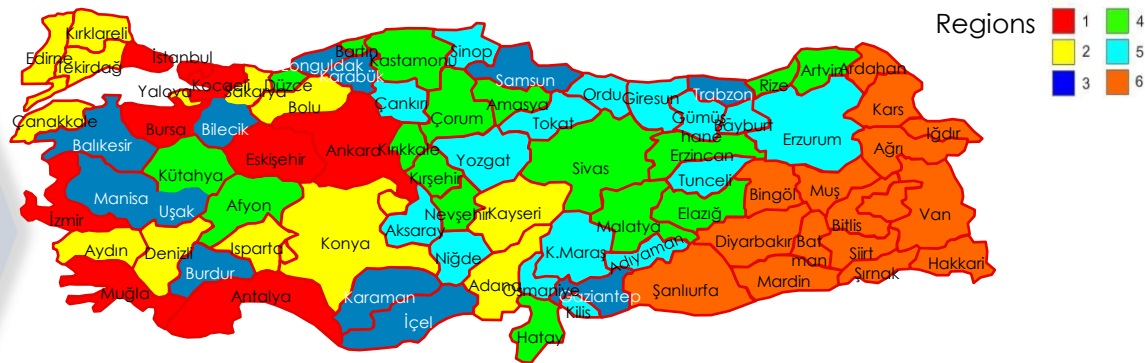 Regions
1
4
2
5
3
6
Kırklareli
Edirne
Tekirdağ
İstanbul
Kocaeli
Yalova
Sakarya
Düzce
Bolu
Zonguldak
Bartın
Karabük
Kastamonu
Sinop
Samsun
Çankırı
Çorum
Amasya
Ordu
Giresun
Trabzon
Rize
Artvin
Ardahan
Kars
Iğdır
Ağrı
Erzurum
Bayburt
Gümüş-
hane
Erzincan
Tokat
Çanakkale
Balıkesir
Bursa
Bilecik
Eskişehir
Ankara
Kırıkkale
Yozgat
Sivas
Tunceli
Bingöl
Muş
Bitlis
Van
Kütahya
Manisa
Uşak
Afyon
Kırşehir
Nevşehir
Kayseri
Malatya
Elazığ
İzmir
Aydın
Denizli
Isparta
Konya
Aksaray
Niğde
K.Maraş
Adıyaman
Diyarbakır
Bat
man
Siirt
Şırnak
Hakkari
Muğla
Burdur
Antalya
Karaman
İçel
Adana
Osmaniye
Gaziantep
Kilis
Hatay
Şanlıurfa
Mardin